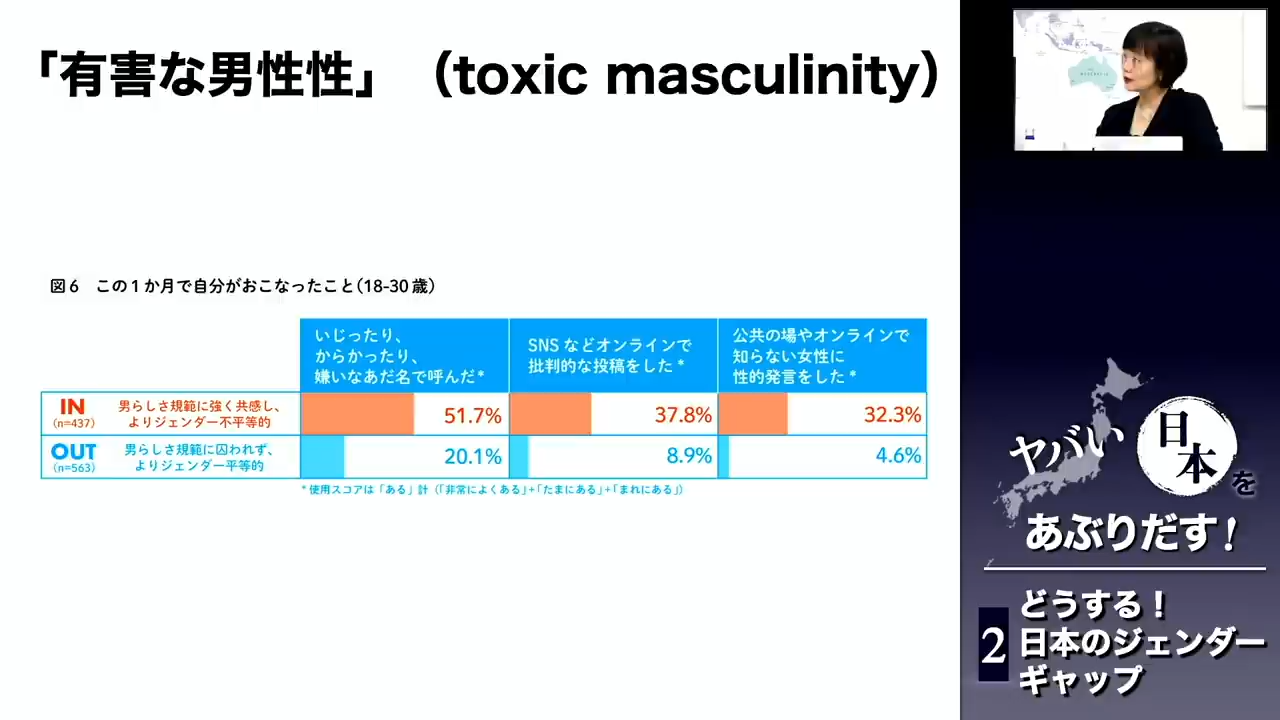 「有害な男性性」 (toxic masculinity)
図6 この1か月で自分がおこなったこと(18-30歳)
いじったり、
からかったり、
嫌いなあだ名で呼んだ*
SNSなどオンラインで
批判的な投稿をした*
公共の場やオンラインで
知らない女性に
性的発言をした*
IN
(n=437)
男らしさ規範に強く共感し、
よりジェンダー不平等的
51.7%
37.8%
32.3%
OUT
(n=563)
男らしさ規範に囚われず、
よりジェンダー平等的
20.1%
8.9%
4.6%
*使用スコアは「ある」計(「非常によくある」+「たまにある」+「まれにある」)
ヤバい
日本を
あぶりだす!
2
どうする!
日本のジェンダー
ギャップ